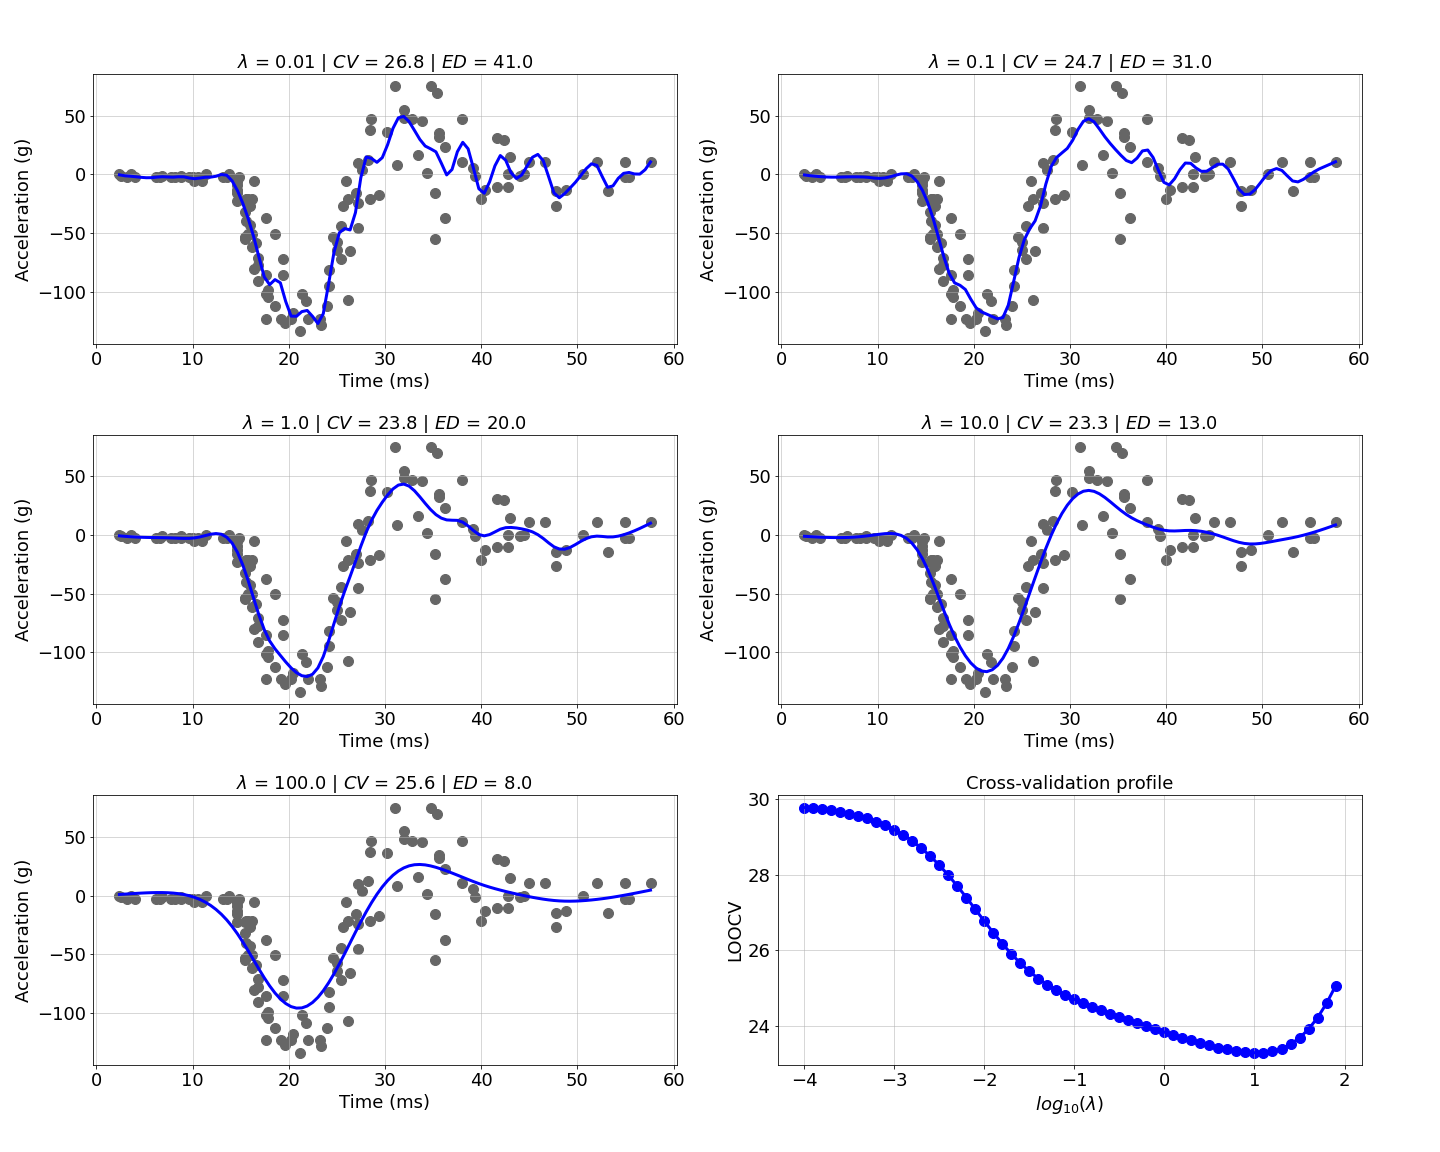 λ = 0.01 | CV = 26.8 | ED = 41.0
Acceleration (g)
50
0
−50
−100
0 10 20 30 40 50 60
Time (ms)
λ = 0.1 | CV = 24.7 | ED = 31.0
Acceleration (g)
50
0
−50
−100
0 10 20 30 40 50 60
Time (ms)
λ = 1.0 | CV = 23.8 | ED = 20.0
Acceleration (g)
50
0
−50
−100
0 10 20 30 40 50 60
Time (ms)
λ = 10.0 | CV = 23.3 | ED = 13.0
Acceleration (g)
50
0
−50
−100
0 10 20 30 40 50 60
Time (ms)
λ = 100.0 | CV = 25.6 | ED = 8.0
Acceleration (g)
50
0
−50
−100
0 10 20 30 40 50 60
Time (ms)
Cross-validation profile
LOOCV
30
28
26
24
−4 −3 −2 −1 0 1 2
log₁₀(λ)